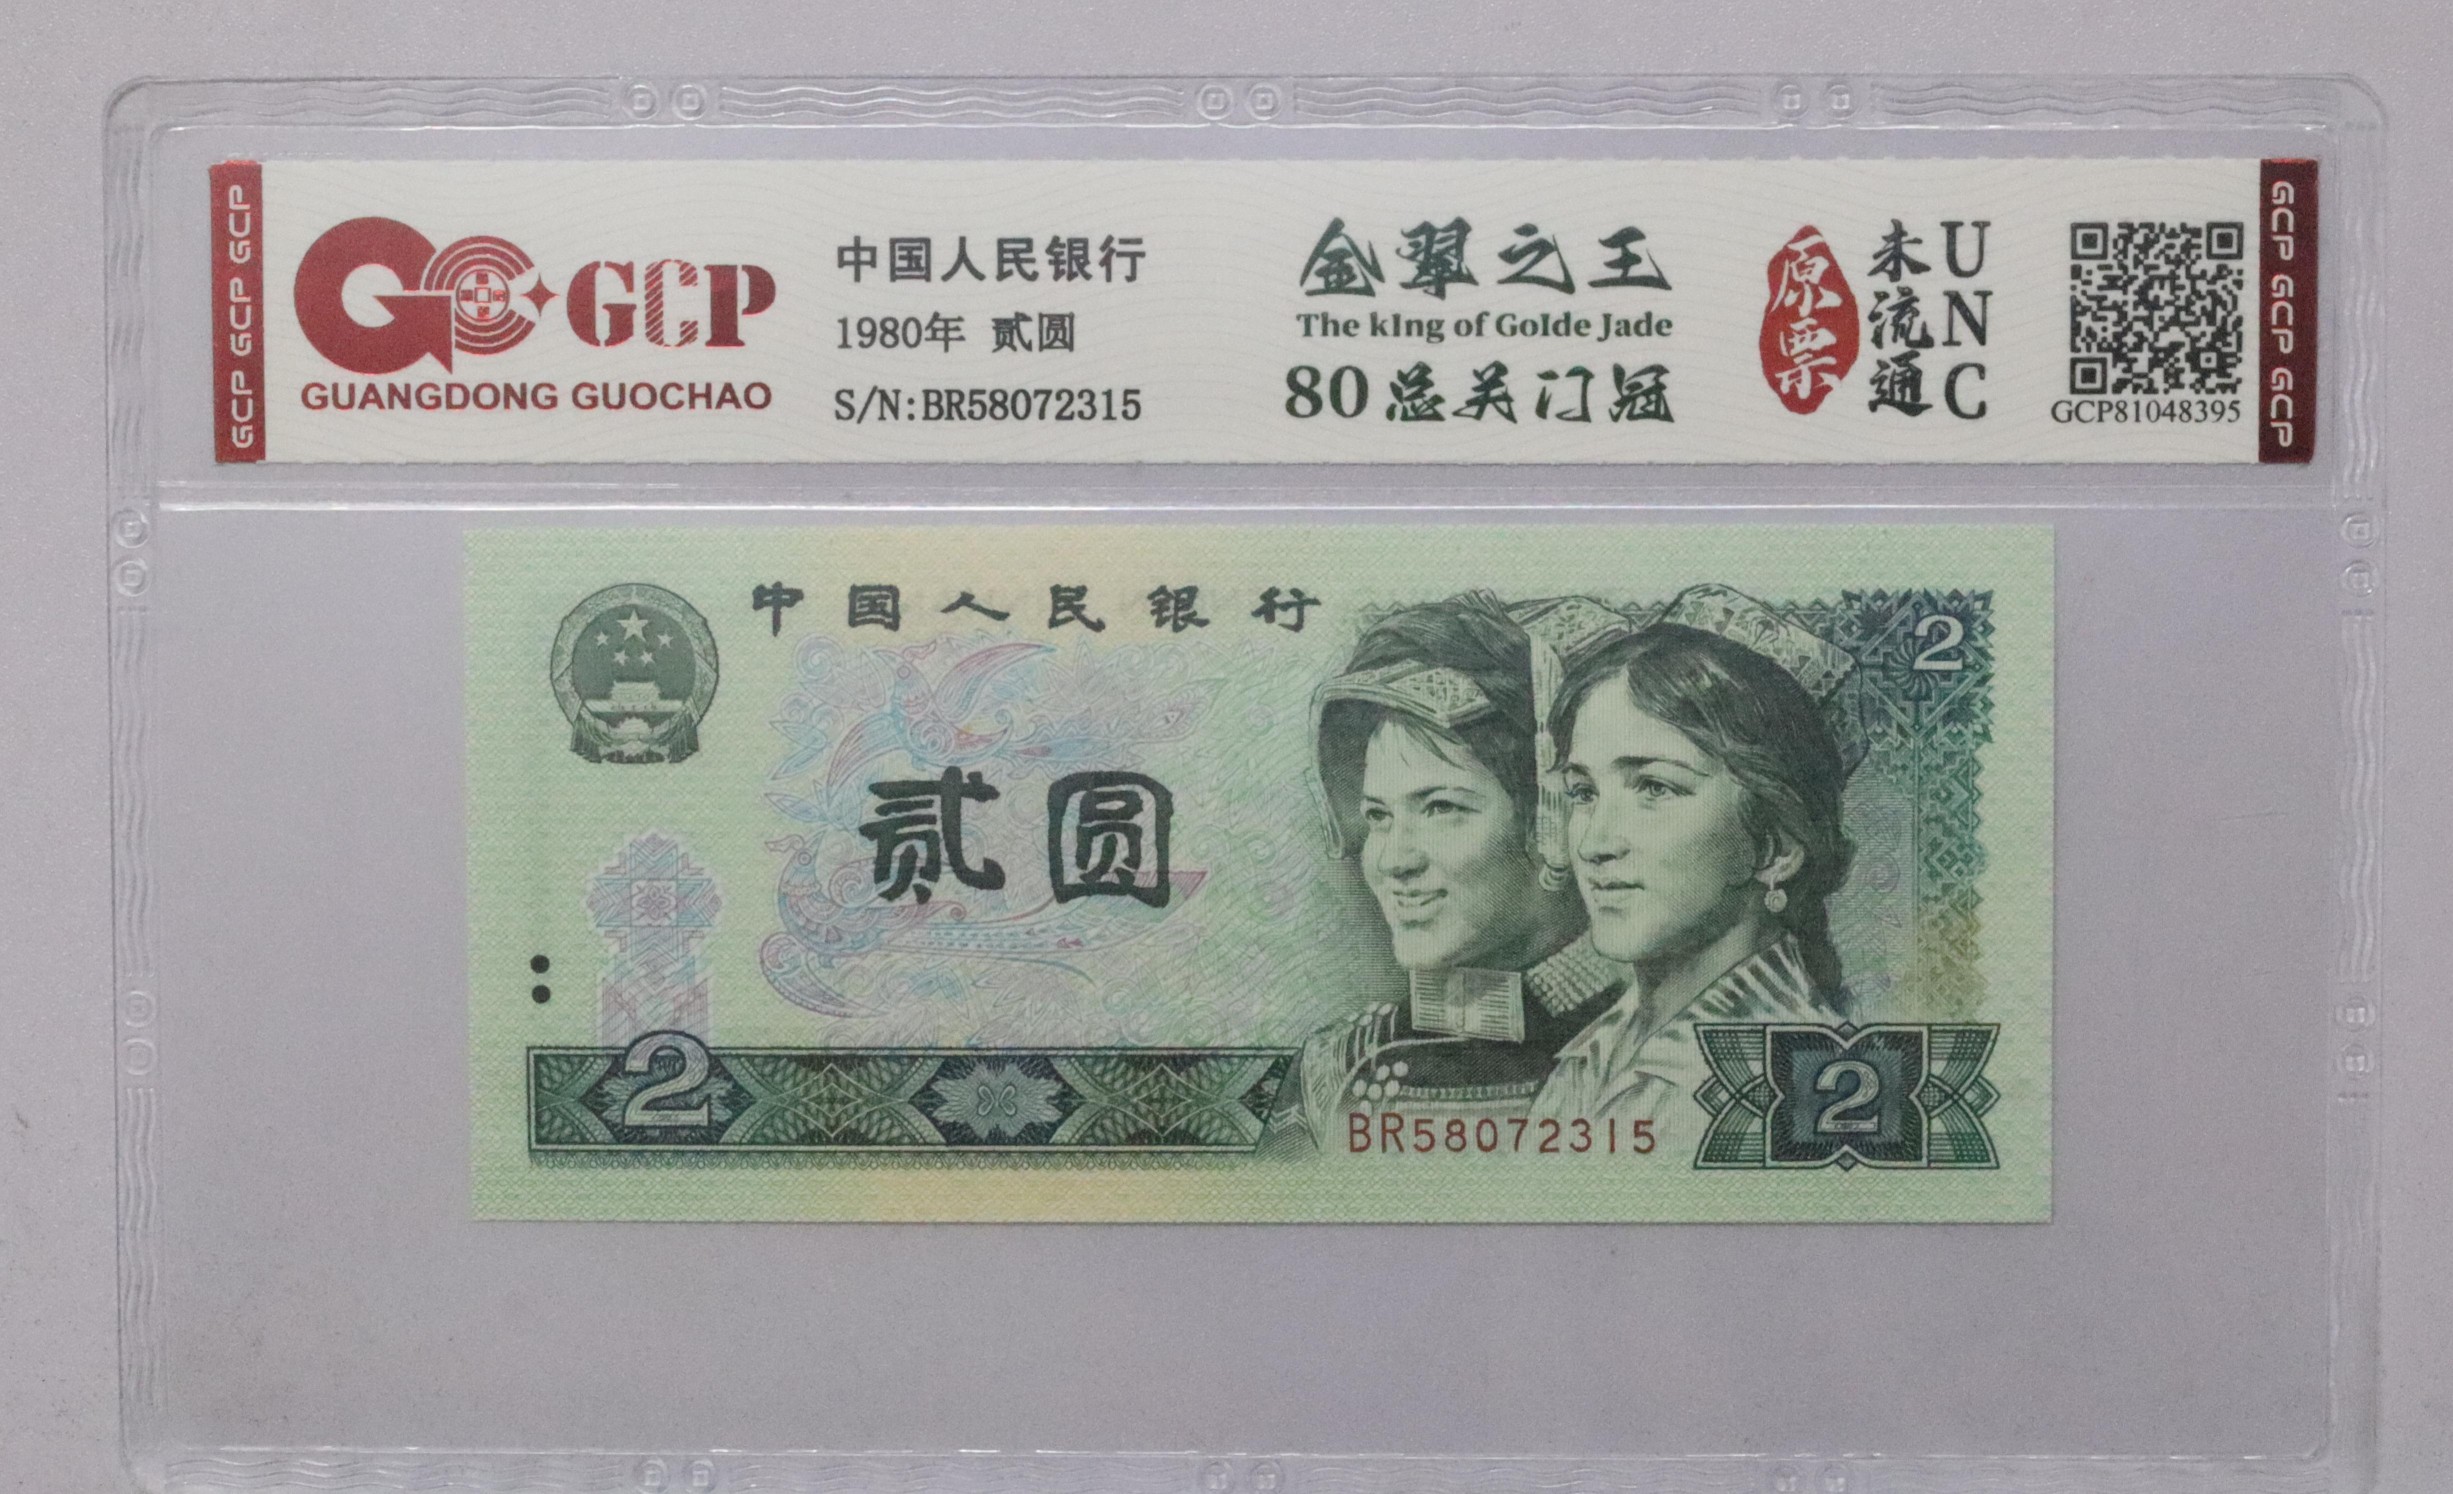 GCP GCP GCP
GCP
GUANGDONG GUOCHAO
中国人民银行
1980年 贰圆
S/N:BR58072315
金翠之王
The kIng of Golde Jade
80总关门冠
原票
未流通
UNC
GCP81048395
GCP GCP GCP
中国人民银行
2
贰圆
2
BR58072315
2